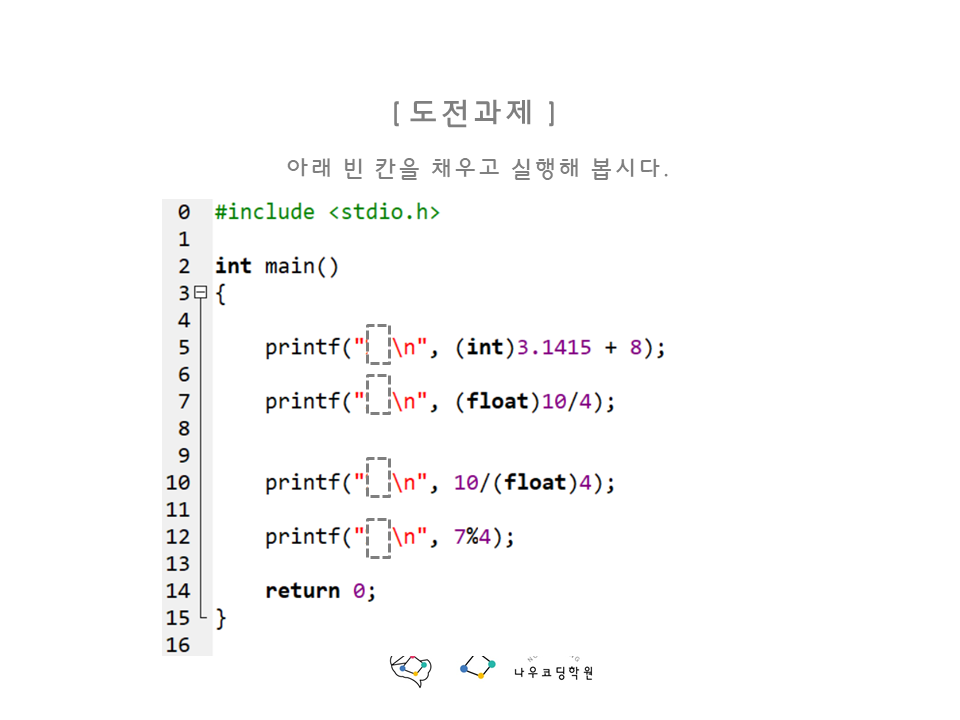 [ 도전과제 ]
아래 빈 칸을 채우고 실행해 봅시다.
0 #include <stdio.h>
1
2 int main()
3 {
4
5 printf("  \n", (int)3.1415 + 8);
6
7 printf("  \n", (float)10/4);
8
9
10 printf("  \n", 10/(float)4);
11
12 printf("  \n", 7%4);
13
14 return 0;
15 }
16
나우코딩학원